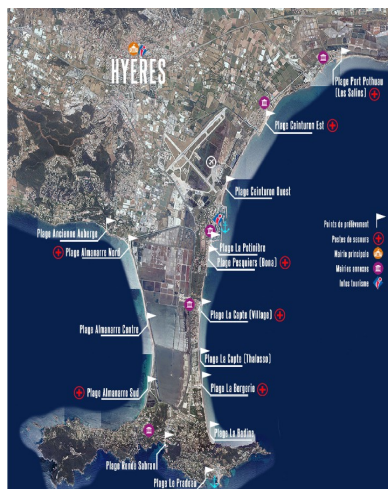 HYERES
Plage Port Pothuau
(Les Salins)
Plage Ceinturon Est
Plage Ceinturon Ouest
Plage Ancienne Auberge
Plage Almanarre Nord
Plage La Potinière
Plage Pesquiers (Bona)
Points de prélèvement
Postes de secours
Mairie principale
Mairies annexes
Infos tourisme
Plage La Capte (Village)
Plage Almanarre Centre
Plage La Capte (Thalasso)
Plage Almanarre Sud
Plage La Bergerie
Plage La Badine
Plage Renée Sabran
Plage Le Pradeau